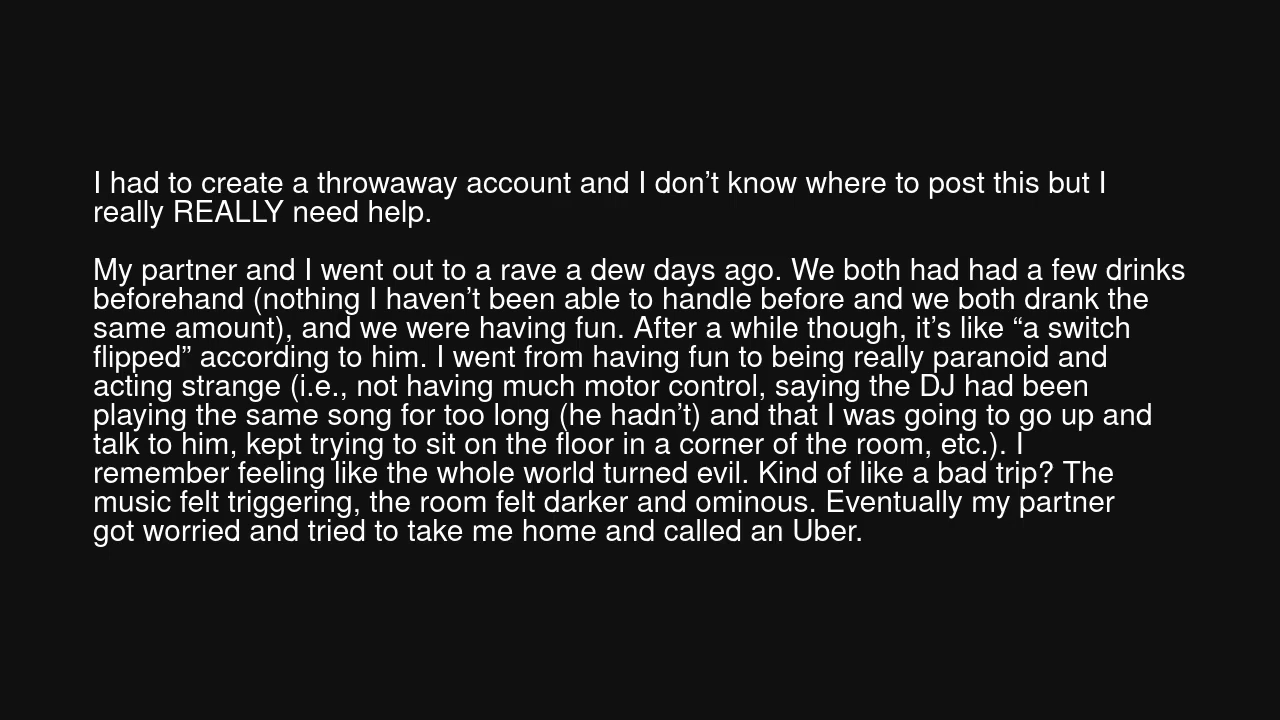 I had to create a throwaway account and I don’t know where to post this but I
really REALLY need help.
My partner and I went out to a rave a dew days ago. We both had had a few drinks
beforehand (nothing I haven’t been able to handle before and we both drank the
same amount), and we were having fun. After a while though, it’s like “a switch
flipped” according to him. I went from having fun to being really paranoid and
acting strange (i.e., not having much motor control, saying the DJ had been
playing the same song for too long (he hadn’t) and that I was going to go up and
talk to him, kept trying to sit on the floor in a corner of the room, etc.). I
remember feeling like the whole world turned evil. Kind of like a bad trip? The
music felt triggering, the room felt darker and ominous. Eventually my partner
got worried and tried to take me home and called an Uber.